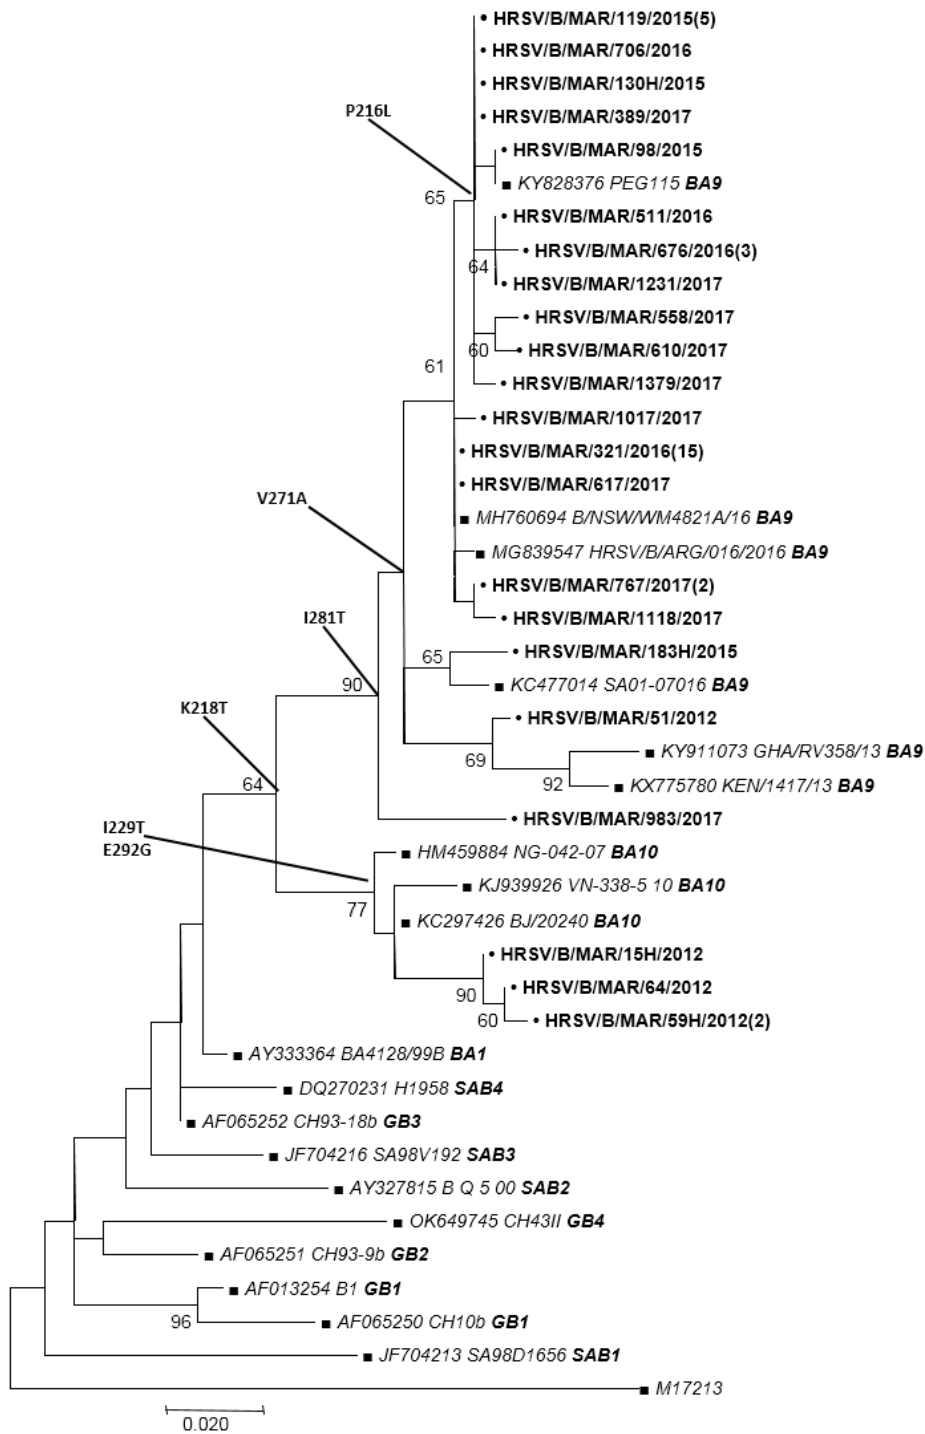 HRSV/B/MAR/119/2015(5)
HRSV/B/MAR/706/2016
HRSV/B/MAR/130H/2015
P216L
HRSV/B/MAR/389/2017
HRSV/B/MAR/98/2015
KY828376 PEG115 BA9
65
HRSV/B/MAR/511/2016
HRSV/B/MAR/676/2016(3)
64
HRSV/B/MAR/1231/2017
HRSV/B/MAR/558/2017
60
HRSV/B/MAR/610/2017
61
HRSV/B/MAR/1379/2017
HRSV/B/MAR/1017/2017
HRSV/B/MAR/321/2016(15)
HRSV/B/MAR/617/2017
V271A
MH760694 B/NSW/WM4821A/16 BA9
MG839547 HRSV/B/ARG/016/2016 BA9
HRSV/B/MAR/767/2017(2)
I281T
HRSV/B/MAR/1118/2017
65
HRSV/B/MAR/183H/2015
90
KC477014 SA01-07016 BA9
K218T
HRSV/B/MAR/51/2012
69
KY911073 GHA/RV358/13 BA9
64
92
KX775780 KEN/1417/13 BA9
HRSV/B/MAR/983/2017
I229T
E292G
HM459884 NG-042-07 BA10
KJ939926 VN-338-5 10 BA10
77
KC297426 BJ/20240 BA10
HRSV/B/MAR/15H/2012
90
HRSV/B/MAR/64/2012
60
HRSV/B/MAR/59H/2012(2)
AY333364 BA4128/99B BA1
DQ270231 H1958 SAB4
AF065252 CH93-18b GB3
JF704216 SA98V192 SAB3
AY327815 B Q 5 00 SAB2
OK649745 CH43II GB4
AF065251 CH93-9b GB2
AF013254 B1 GB1
96
AF065250 CH10b GB1
JF704213 SA98D1656 SAB1
M17213
0.020